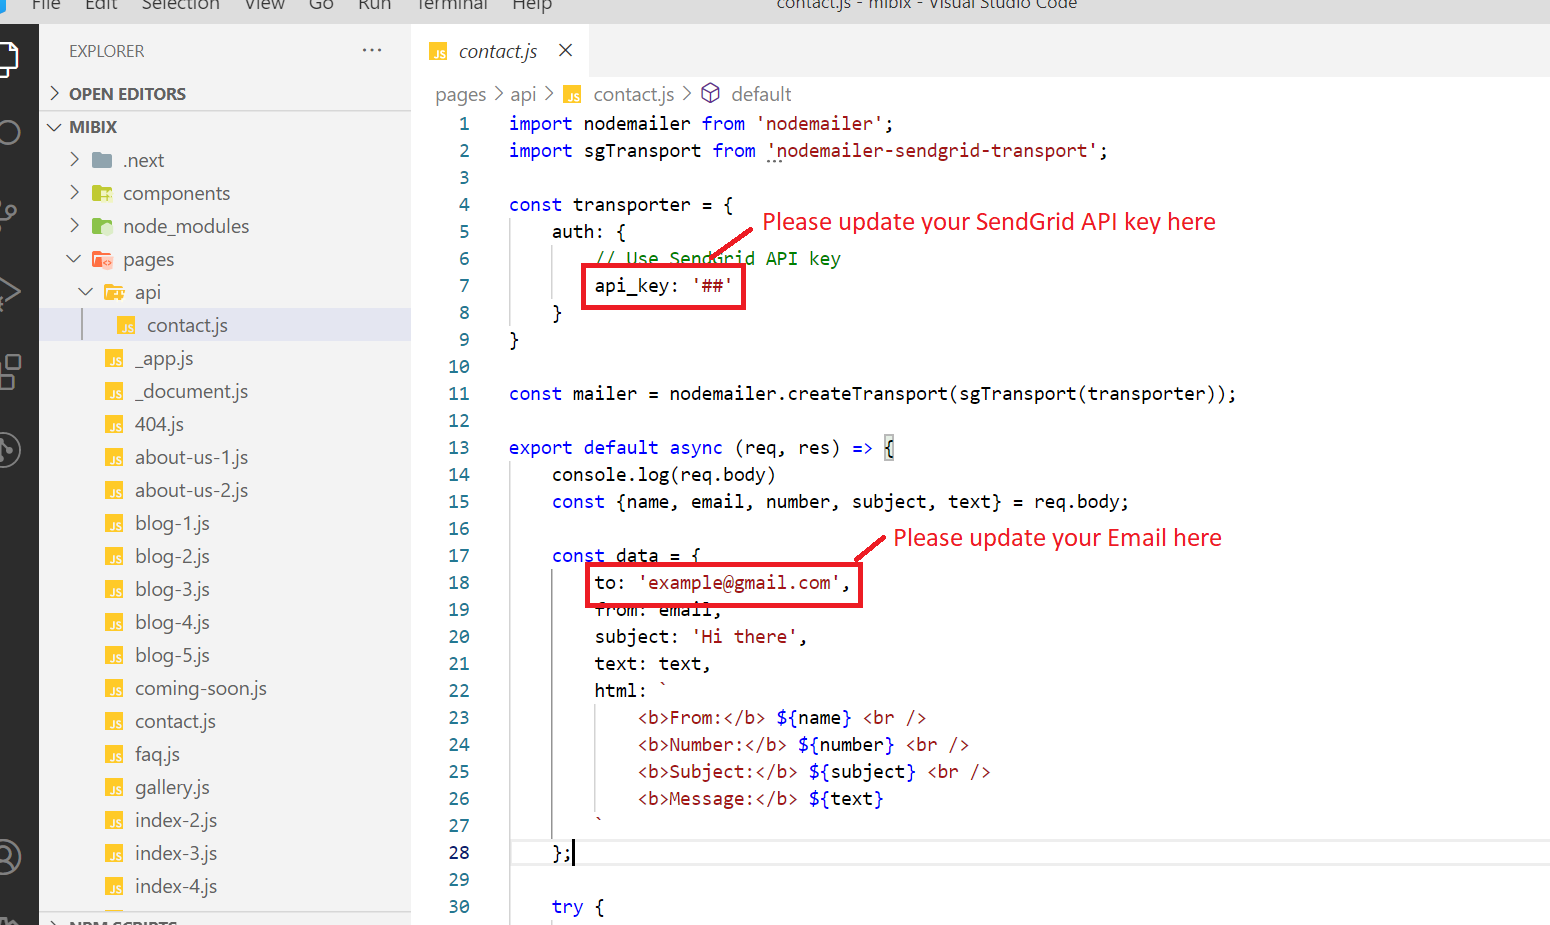 File Edit Selection View Go Run Terminal Help contact.js - mibix - Visual Studio Code
EXPLORER ...
contact.js
OPEN EDITORS
MIBIX
.next
components
node_modules
pages
api
contact.js
_app.js
_document.js
404.js
about-us-1.js
about-us-2.js
blog-1.js
blog-2.js
blog-3.js
blog-4.js
blog-5.js
coming-soon.js
contact.js
faq.js
gallery.js
index-2.js
index-3.js
index-4.js
NPM SCRIPTS
pages > api > JS contact.js > default
1 import nodemailer from 'nodemailer';
2 import sgTransport from 'nodemailer-sendgrid-transport';
3
4 const transporter = {
Please update your SendGrid API key here
5 auth: {
6 // Use SendGrid API key
7 api_key: '##'
8 }
9 }
10
11 const mailer = nodemailer.createTransport(sgTransport(transporter));
12
13 export default async (req, res) => {
14 console.log(req.body)
15 const {name, email, number, subject, text} = req.body;
16
Please update your Email here
17 const data = {
18 to: 'example@gmail.com',
19 from: email,
20 subject: 'Hi there',
21 text: text,
22 html: `
23 <b>From:</b> ${name} <br />
24 <b>Number:</b> ${number} <br />
25 <b>Subject:</b> ${subject} <br />
26 <b>Message:</b> ${text}
27 `
28 };
29
30 try {